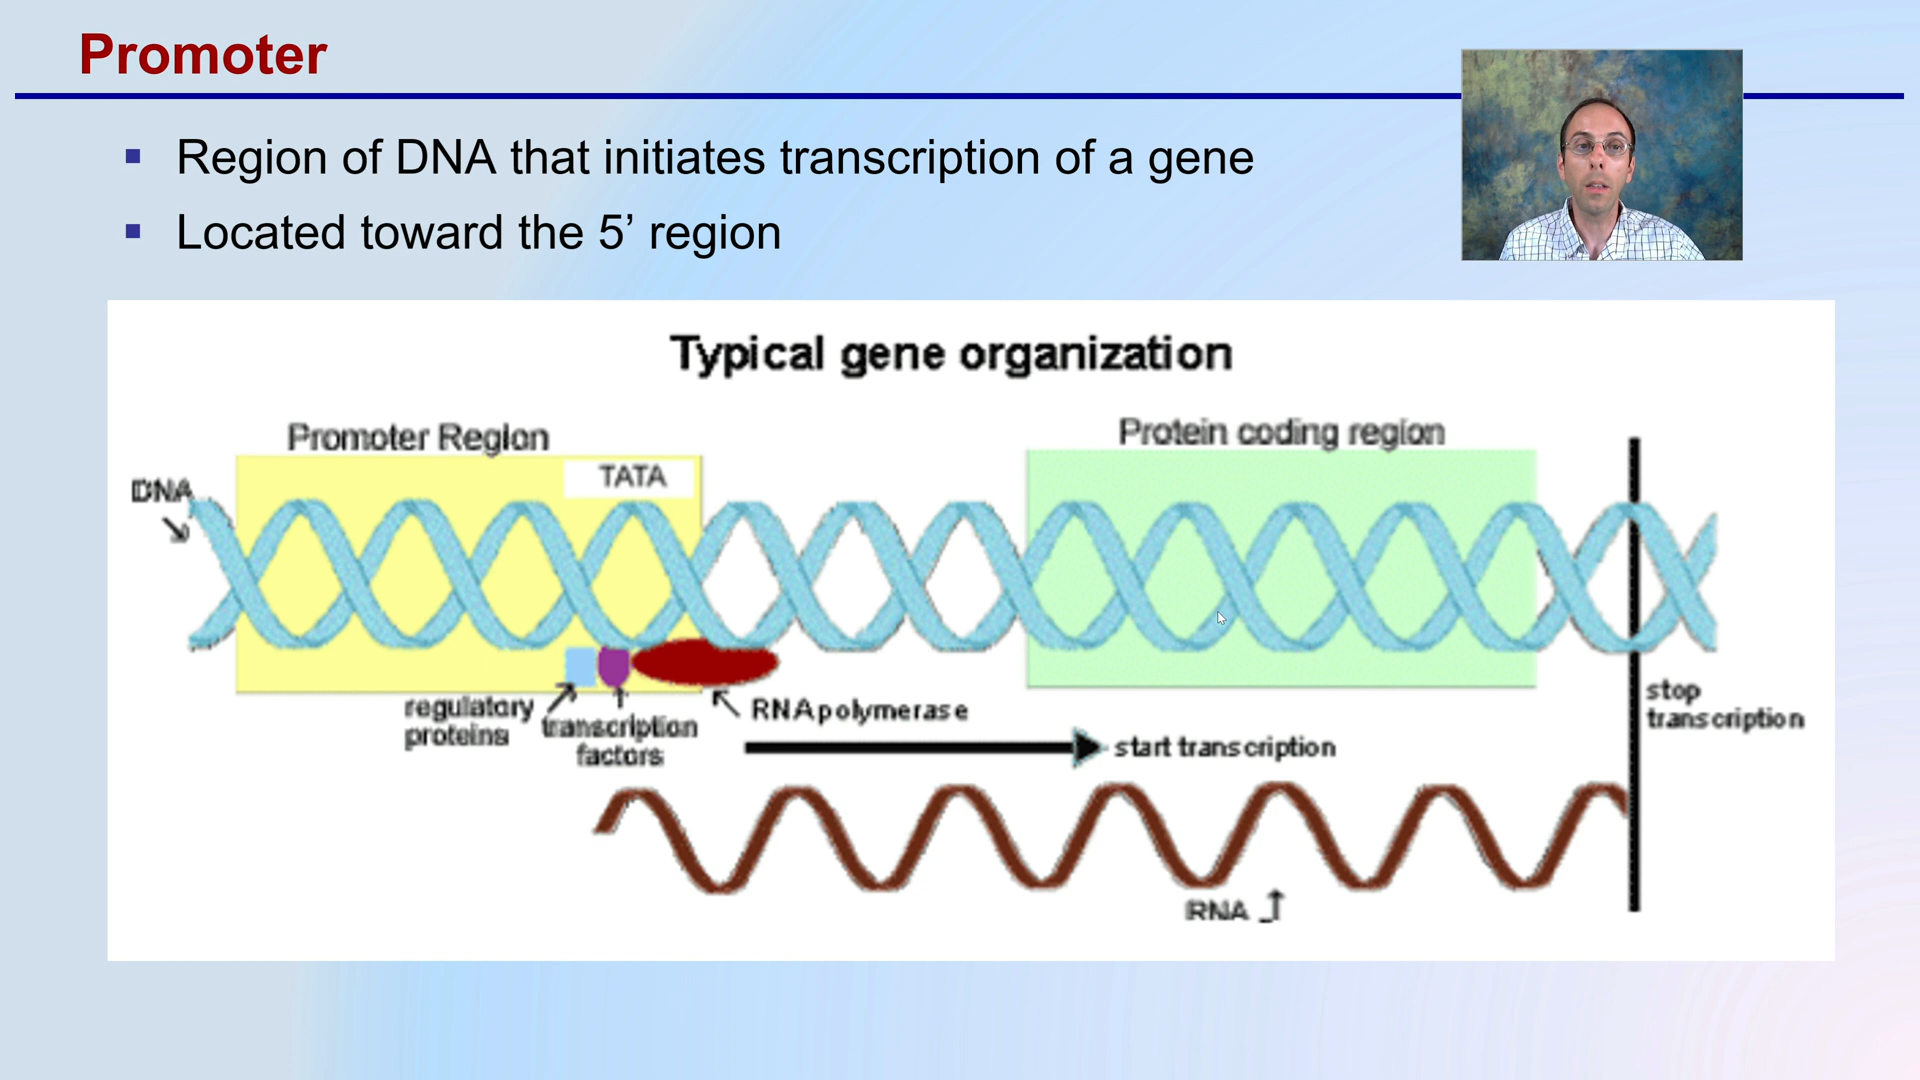 Promoter
Region of DNA that initiates transcription of a gene
Located toward the 5’ region
Typical gene organization
Promoter Region
Protein coding region
TATA
DNA
regulatory
proteins
transcription
factors
RNA polymerase
start transcription
stop
transcription
RNA